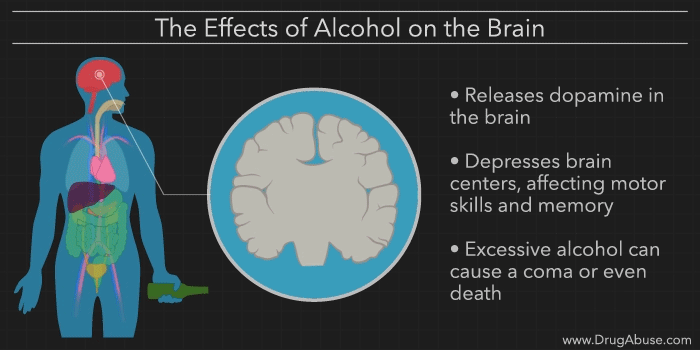 The Effects of Alcohol on the Brain
• Releases dopamine in
the brain
• Depresses brain
centers, affecting motor
skills and memory
• Excessive alcohol can
cause a coma or even
death
www.DrugAbuse.com